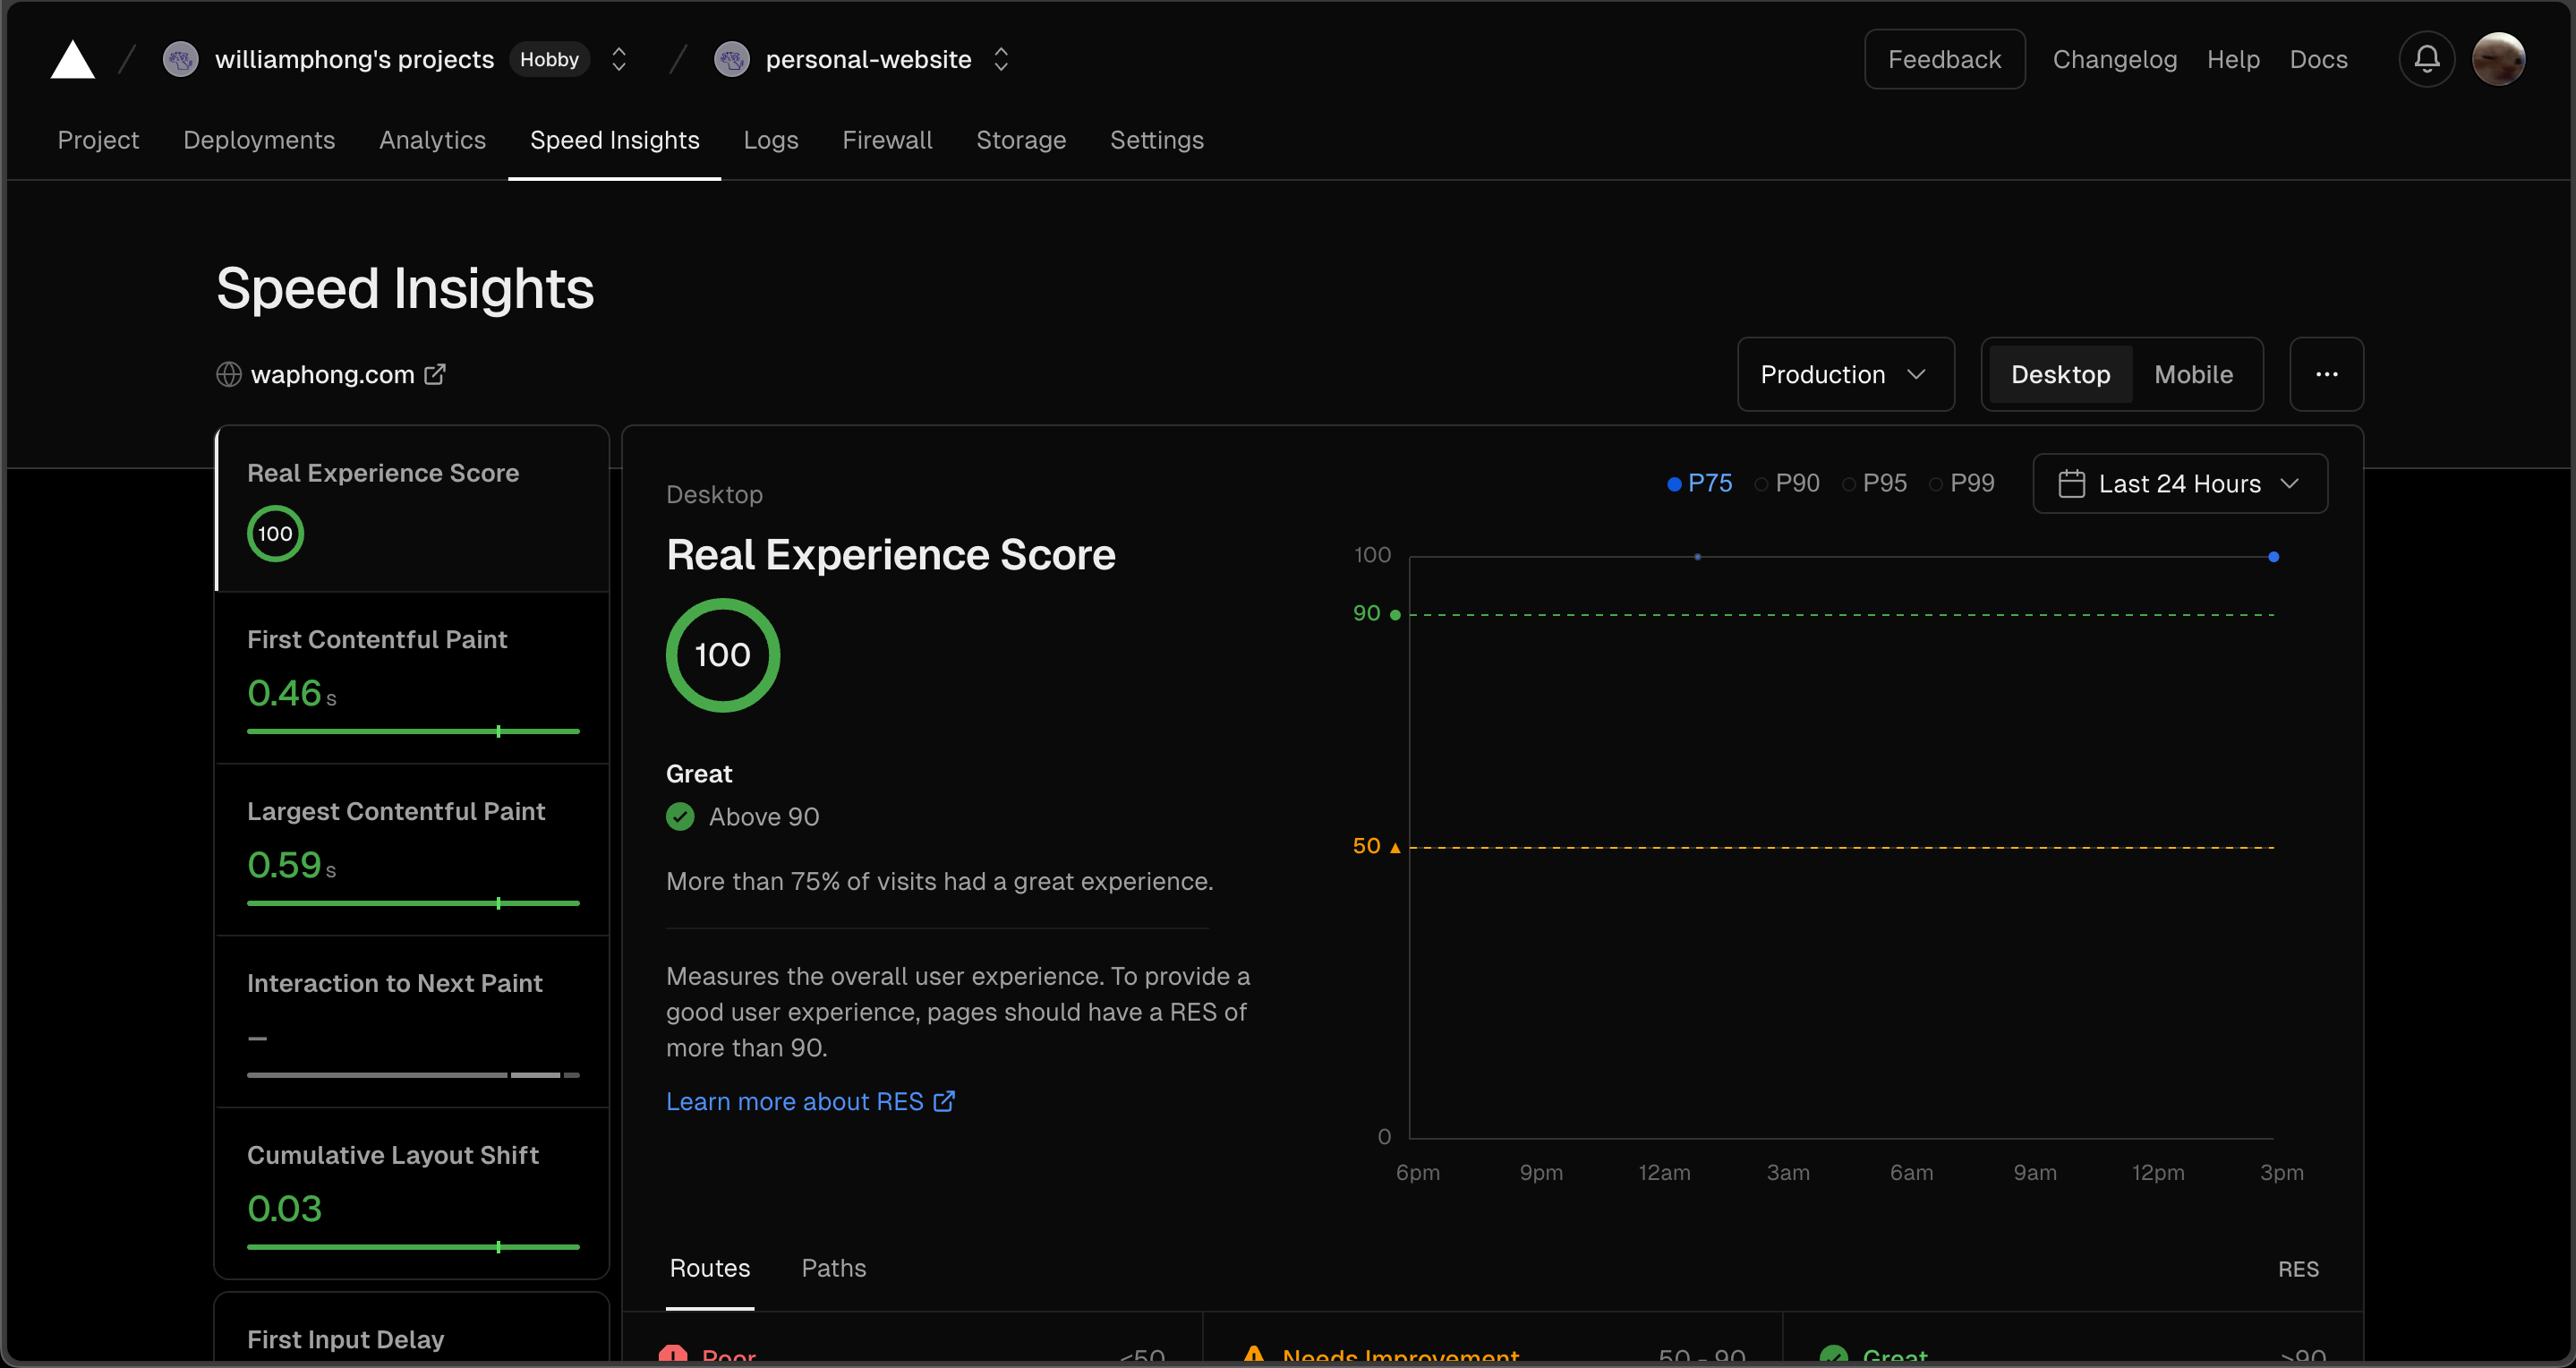 williamphong's projects Hobby personal-website Feedback Changelog Help Docs
Project Deployments Analytics Speed Insights Logs Firewall Storage Settings
Speed Insights
waphong.com Production Desktop Mobile
Real Experience Score
100
First Contentful Paint
0.46 s
Largest Contentful Paint
0.59 s
Interaction to Next Paint
—
Cumulative Layout Shift
0.03
First Input Delay
Desktop
P75 P90 P95 P99 Last 24 Hours
Real Experience Score
100
Great
Above 90
More than 75% of visits had a great experience.
Measures the overall user experience. To provide a
good user experience, pages should have a RES of
more than 90.
Learn more about RES
100
90
50
0
6pm 9pm 12am 3am 6am 9am 12pm 3pm
Routes Paths RES
Poor <50 Needs Improvement 50 - 90 Great >90